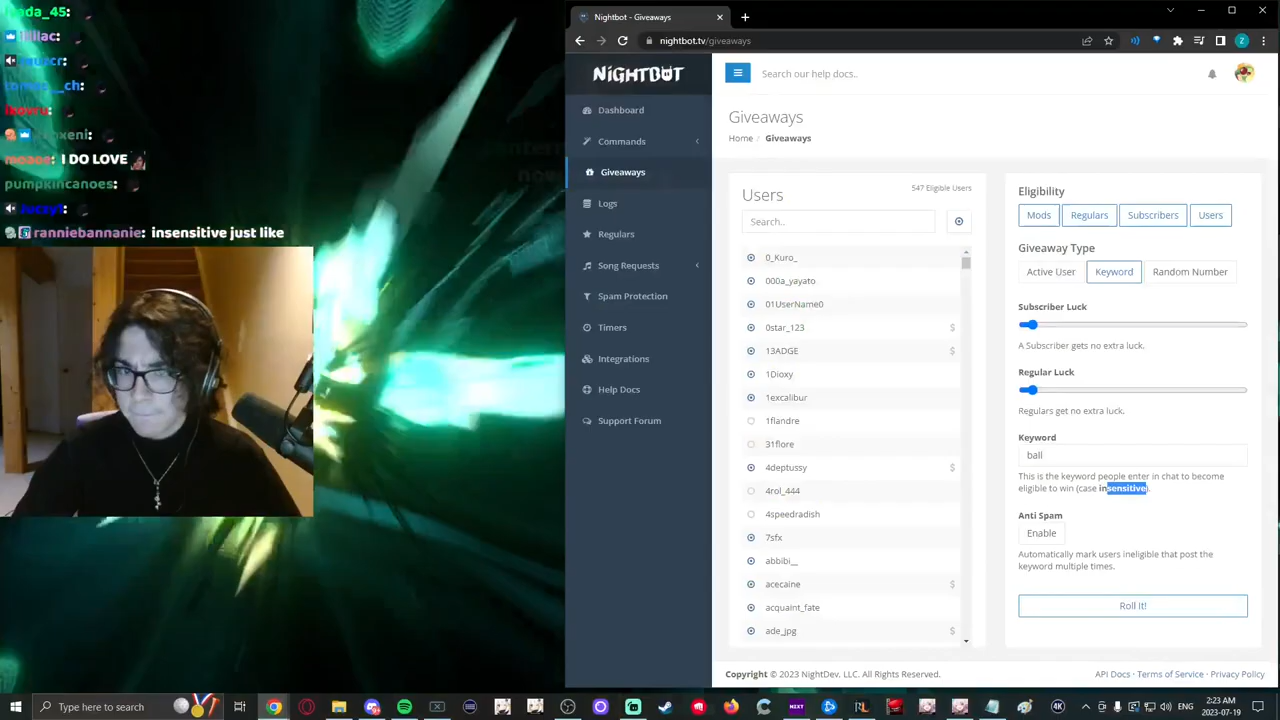 Nightbot - Giveaways
nightbot.tv/giveaways
NIGHTBOT
Search our help docs..
tomas__ch:
I DO LOVE
pumpkincanoes:
ranniebannanie: insensitive just like
Dashboard
Commands
Giveaways
Logs
Regulars
Song Requests
Spam Protection
Timers
Integrations
Help Docs
Support Forum
Giveaways
Home · Giveaways
Users
547 Eligible Users
Search..
0_Kuro_
000a_yayato
01UserName0
0star_123 $
13ADGE $
1Dioxy
1excalibur
1flandre
31flore
4deptussy $
4rol_444
4speedradish
7sfx
abbibi__
acecaine $
acquaint_fate
ade_jpg $
Eligibility
Mods Regulars Subscribers Users
Giveaway Type
Active User Keyword Random Number
Subscriber Luck
A Subscriber gets no extra luck.
Regular Luck
Regulars get no extra luck.
Keyword
ball
This is the keyword people enter in chat to become
eligible to win (case insensitive).
Anti Spam
Enable
Automatically mark users ineligible that post the
keyword multiple times.
Roll It!
Copyright © 2023 NightDev, LLC. All Rights Reserved.
API Docs · Terms of Service · Privacy Policy
Type here to search
NEXT
2:23 AM
2023-07-19